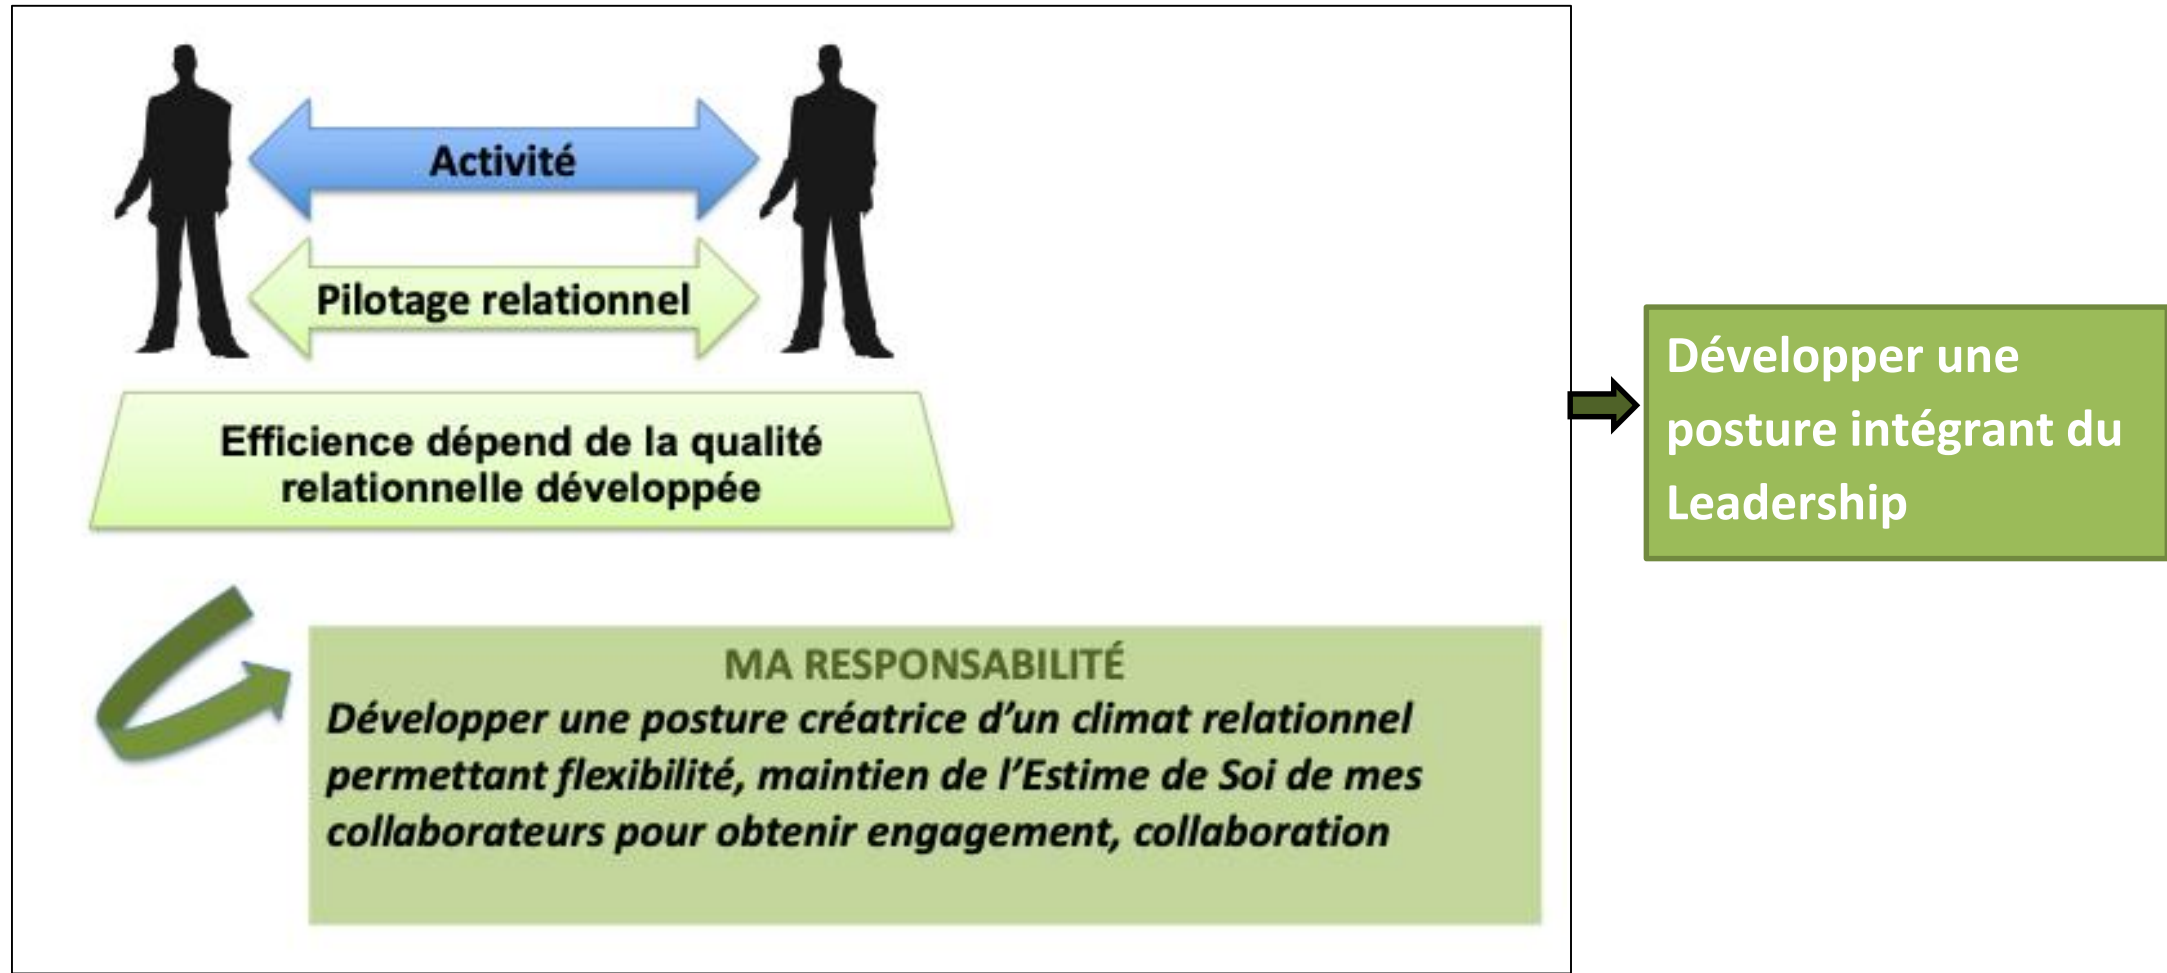 Activité
Pilotage relationnel
Efficience dépend de la qualité
relationnelle développée
MA RESPONSABILITÉ
Développer une posture créatrice d’un climat relationnel
permettant flexibilité, maintien de l’Estime de Soi de mes
collaborateurs pour obtenir engagement, collaboration
Développer une
posture intégrant du
Leadership